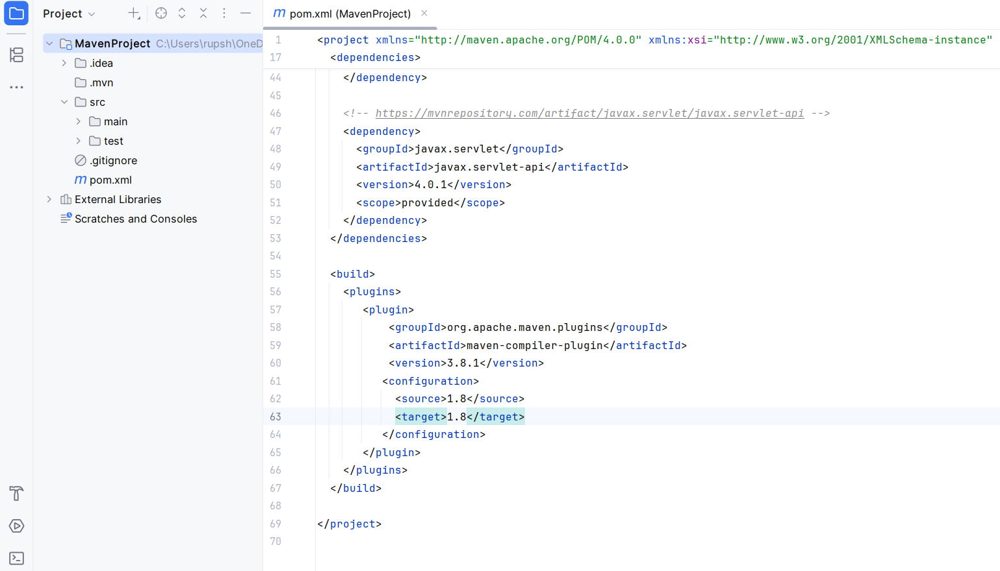 Project
MavenProject C:\Users\rupsh\OneD
.idea
.mvn
src
main
test
.gitignore
m pom.xml
External Libraries
Scratches and Consoles
m pom.xml (MavenProject)
1 <project xmlns="http://maven.apache.org/POM/4.0.0" xmlns:xsi="http://www.w3.org/2001/XMLSchema-instance"
17 <dependencies>
44 </dependency>
45
46 <!-- https://mvnrepository.com/artifact/javax.servlet/javax.servlet-api -->
47 <dependency>
48 <groupId>javax.servlet</groupId>
49 <artifactId>javax.servlet-api</artifactId>
50 <version>4.0.1</version>
51 <scope>provided</scope>
52 </dependency>
53 </dependencies>
54
55 <build>
56 <plugins>
57 <plugin>
58 <groupId>org.apache.maven.plugins</groupId>
59 <artifactId>maven-compiler-plugin</artifactId>
60 <version>3.8.1</version>
61 <configuration>
62 <source>1.8</source>
63 <target>1.8</target>
64 </configuration>
65 </plugin>
66 </plugins>
67 </build>
68
69 </project>
70